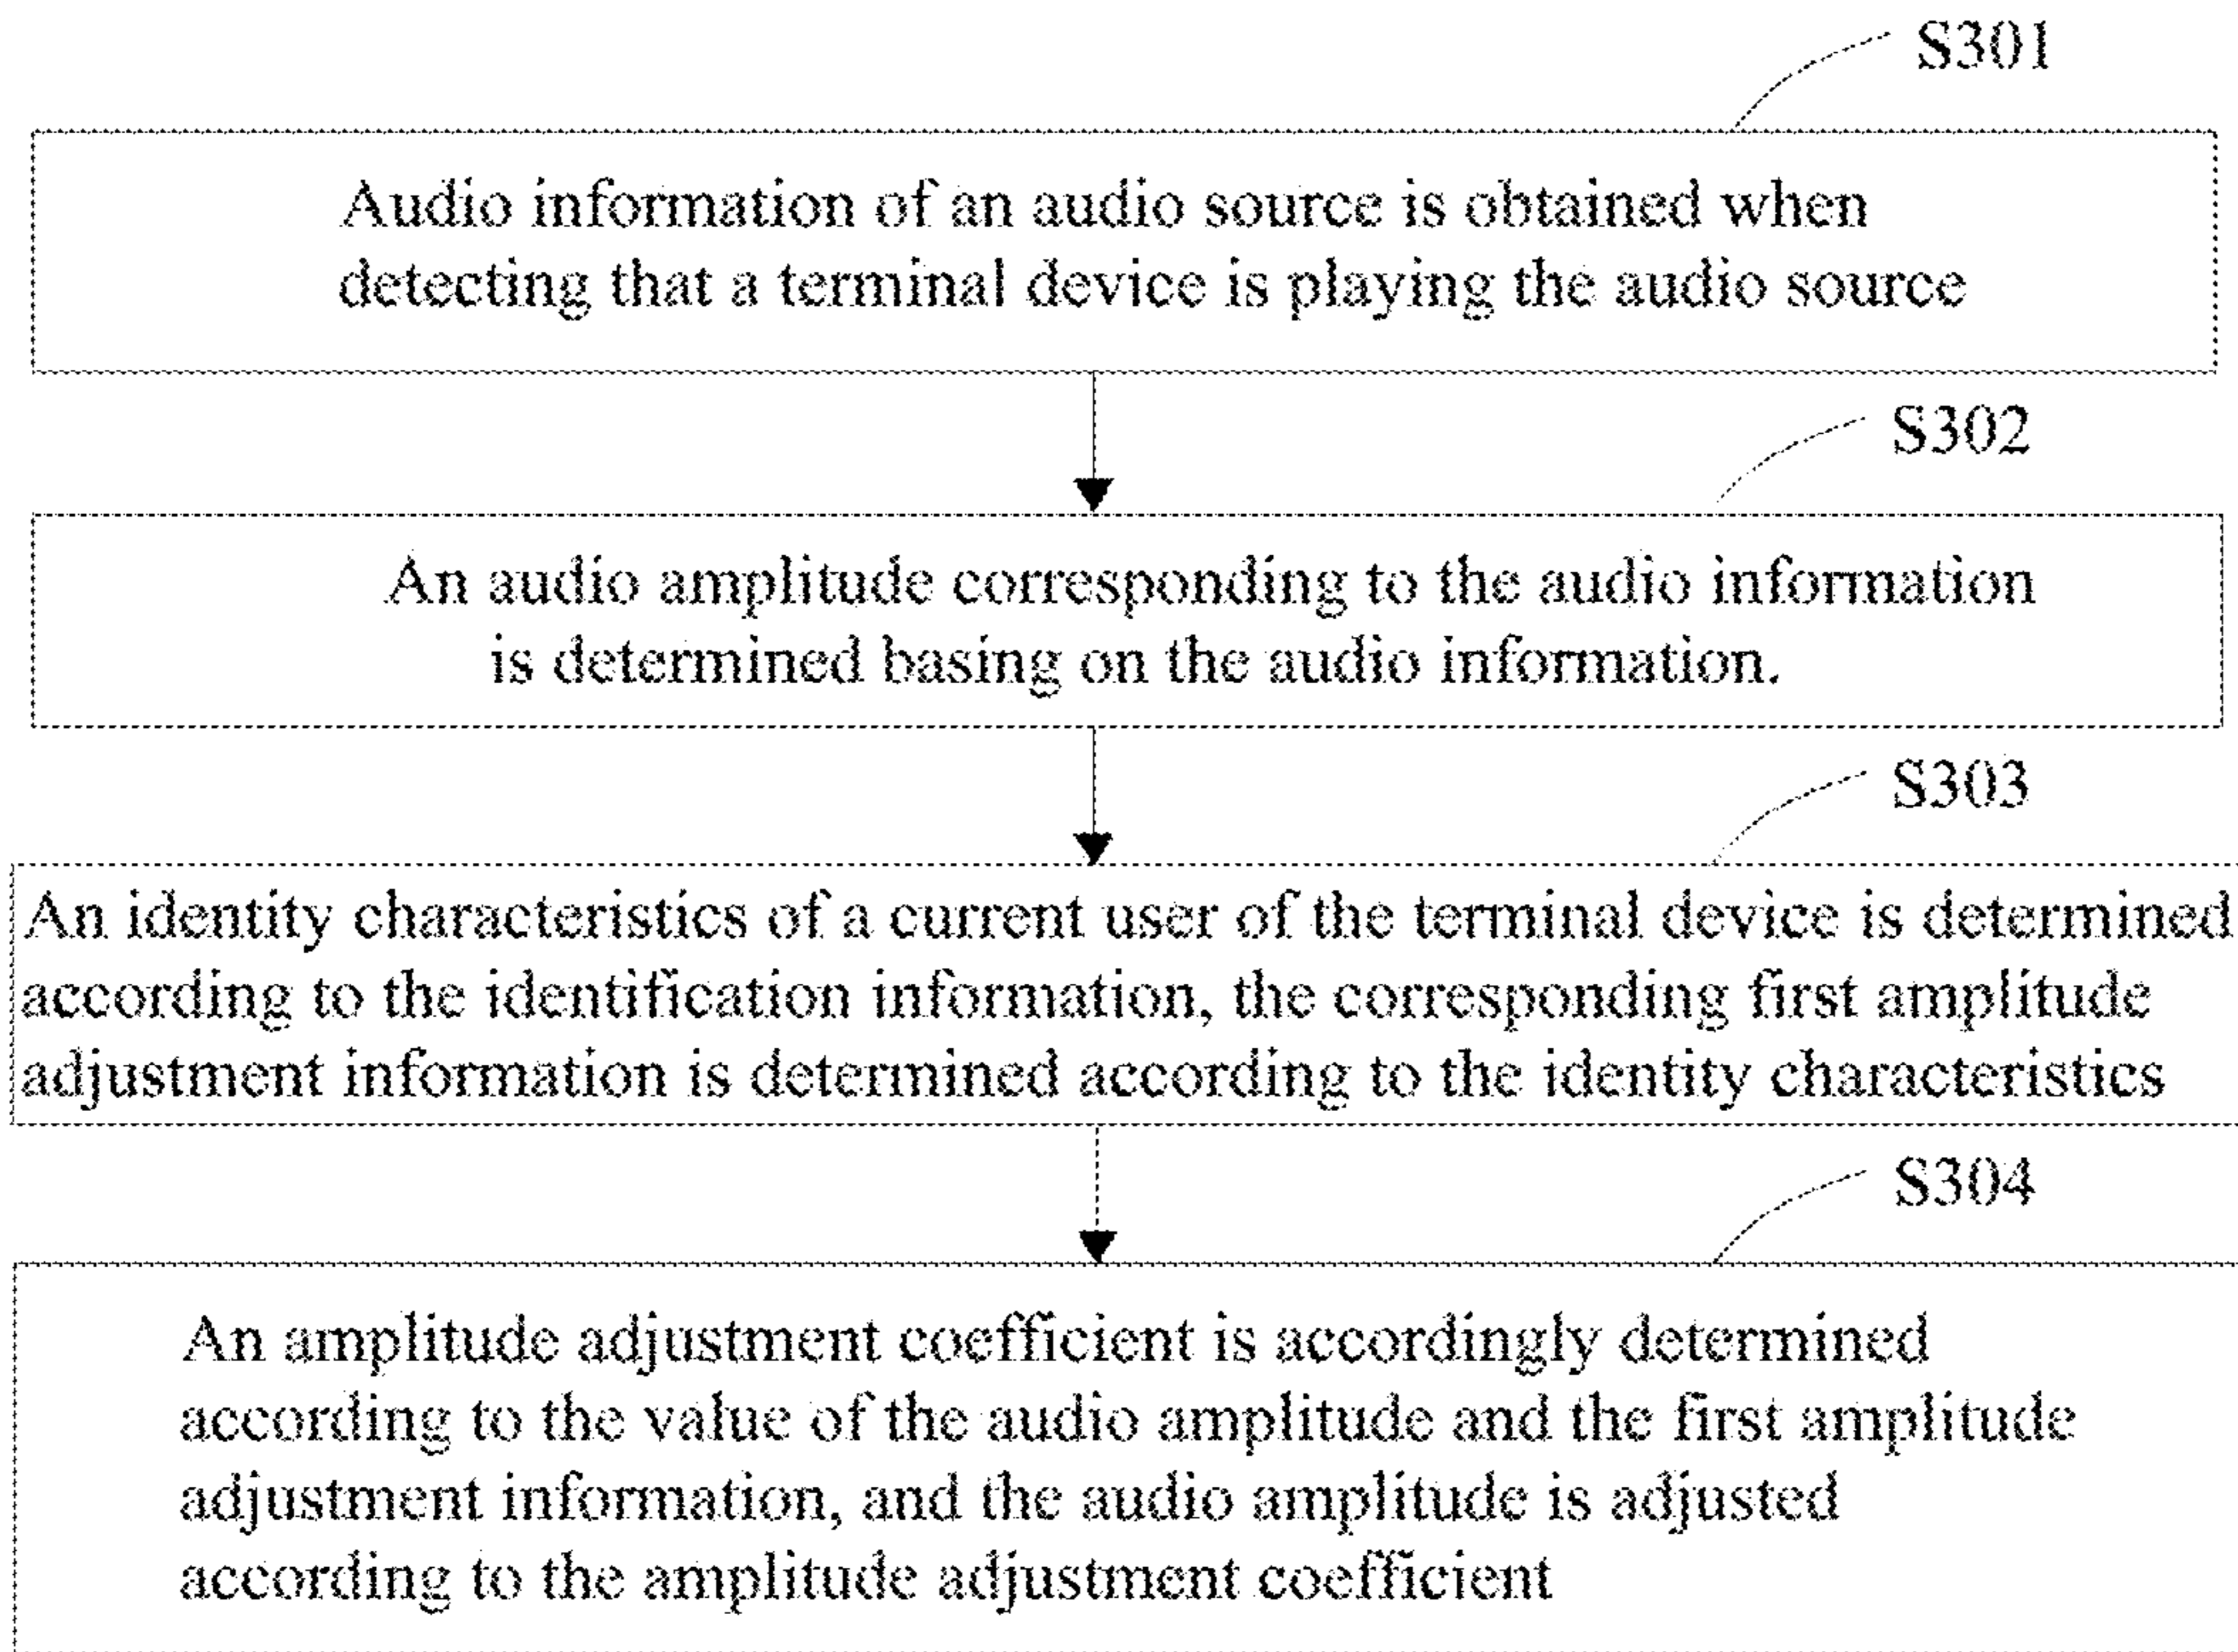 S301
Audio information of an audio source is obtained when
detecting that a terminal device is playing the audio source
S302
An audio amplitude corresponding to the audio information
is determined basing on the audio information.
S303
An identity characteristics of a current user of the terminal device is determined
according to the identification information, the corresponding first amplitude
adjustment information is determined according to the identity characteristics
S304
An amplitude adjustment coefficient is accordingly determined
according to the value of the audio amplitude and the first amplitude
adjustment information, and the audio amplitude is adjusted
according to the amplitude adjustment coefficient